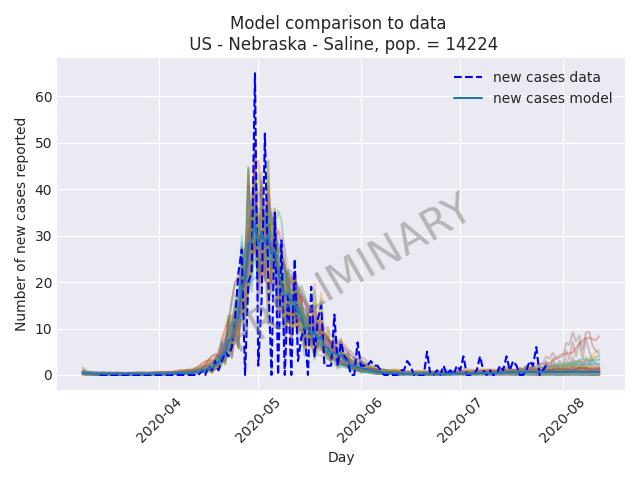 Model comparison to data
US - Nebraska - Saline, pop. = 14224
new cases data
new cases model
Number of new cases reported
60
50
40
30
20
10
0
2020-04
2020-05
2020-06
2020-07
2020-08
Day
PRELIMINARY